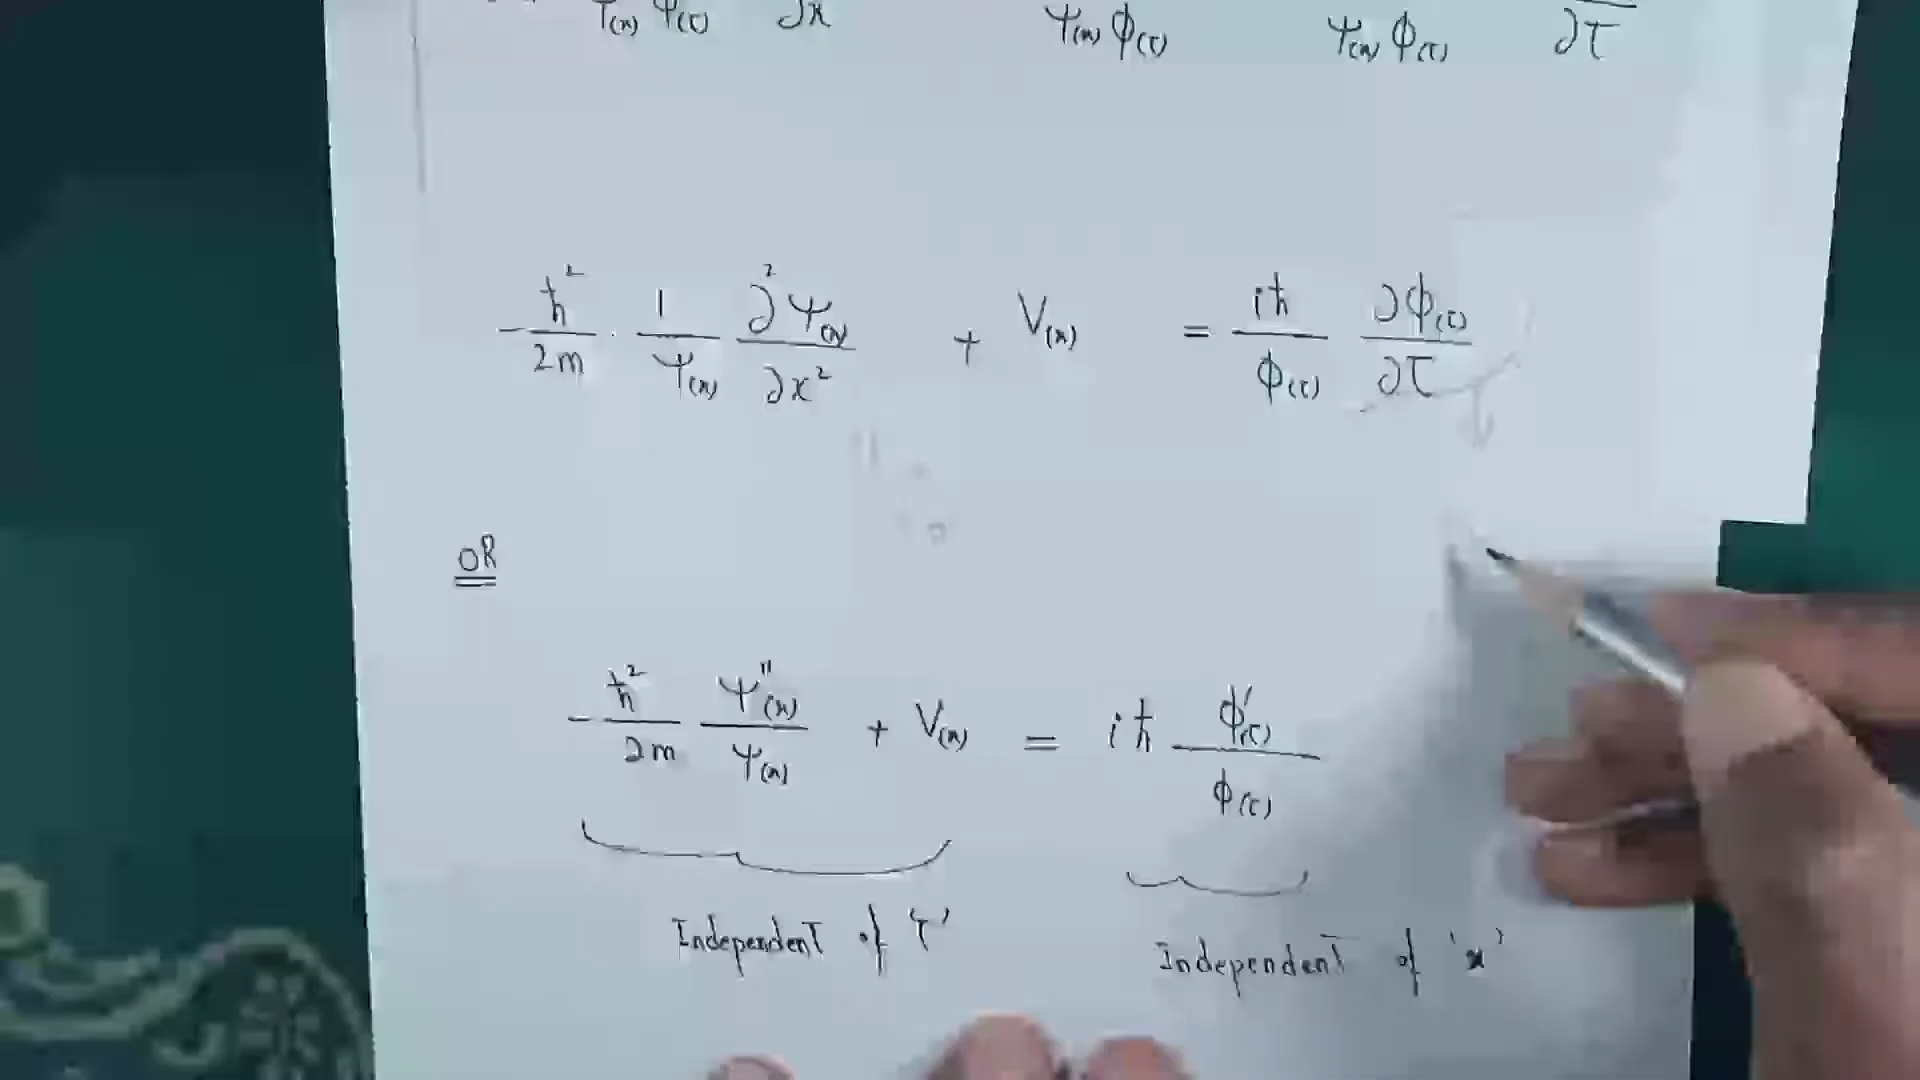 Ψ(x) φ(t) ∂x Ψ(x) φ(t) Ψ(x) φ(t) ∂t
- ħ²/2m · 1/Ψ(x) ∂²Ψ(x)/∂x² + V(x) = iħ/φ(t) ∂φ(t)/∂t
OR
- ħ²/2m Ψ''(x)/Ψ(x) + V(x) = iħ φ'(t)/φ(t)
Independent of 't' Independent of 'x'